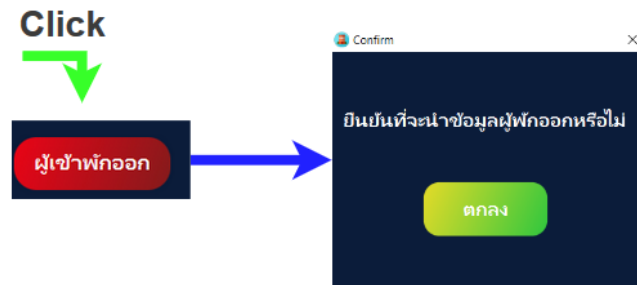 Click
Confirm
ผู้เข้าพักออก
ยืนยันที่จะนำข้อมูลผู้พักออกหรือไม่
ตกลง